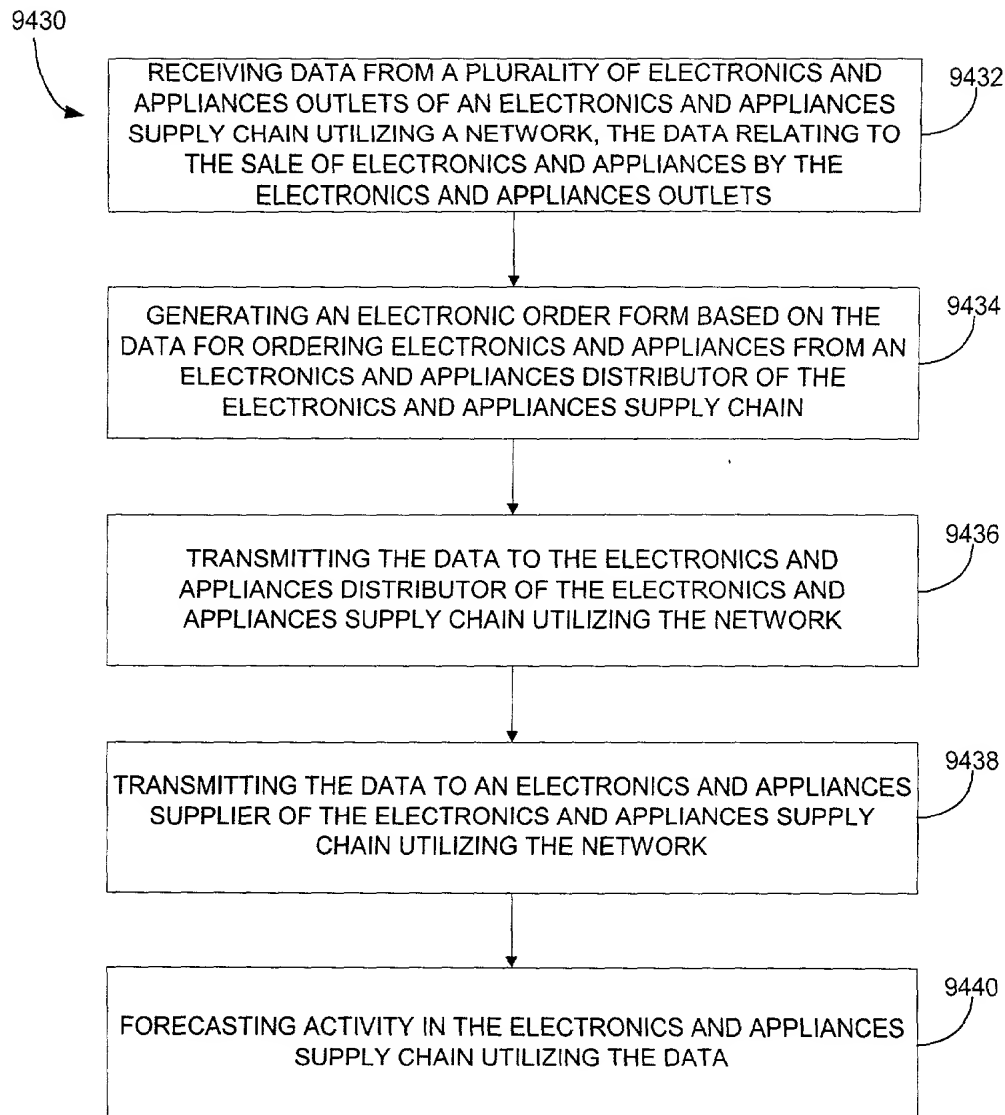 9430
RECEIVING DATA FROM A PLURALITY OF ELECTRONICS AND
APPLIANCES OUTLETS OF AN ELECTRONICS AND APPLIANCES
SUPPLY CHAIN UTILIZING A NETWORK, THE DATA RELATING TO
THE SALE OF ELECTRONICS AND APPLIANCES BY THE
ELECTRONICS AND APPLIANCES OUTLETS
9432
GENERATING AN ELECTRONIC ORDER FORM BASED ON THE
DATA FOR ORDERING ELECTRONICS AND APPLIANCES FROM AN
ELECTRONICS AND APPLIANCES DISTRIBUTOR OF THE
ELECTRONICS AND APPLIANCES SUPPLY CHAIN
9434
TRANSMITTING THE DATA TO THE ELECTRONICS AND
APPLIANCES DISTRIBUTOR OF THE ELECTRONICS AND
APPLIANCES SUPPLY CHAIN UTILIZING THE NETWORK
9436
TRANSMITTING THE DATA TO AN ELECTRONICS AND APPLIANCES
SUPPLIER OF THE ELECTRONICS AND APPLIANCES SUPPLY
CHAIN UTILIZING THE NETWORK
9438
FORECASTING ACTIVITY IN THE ELECTRONICS AND APPLIANCES
SUPPLY CHAIN UTILIZING THE DATA
9440